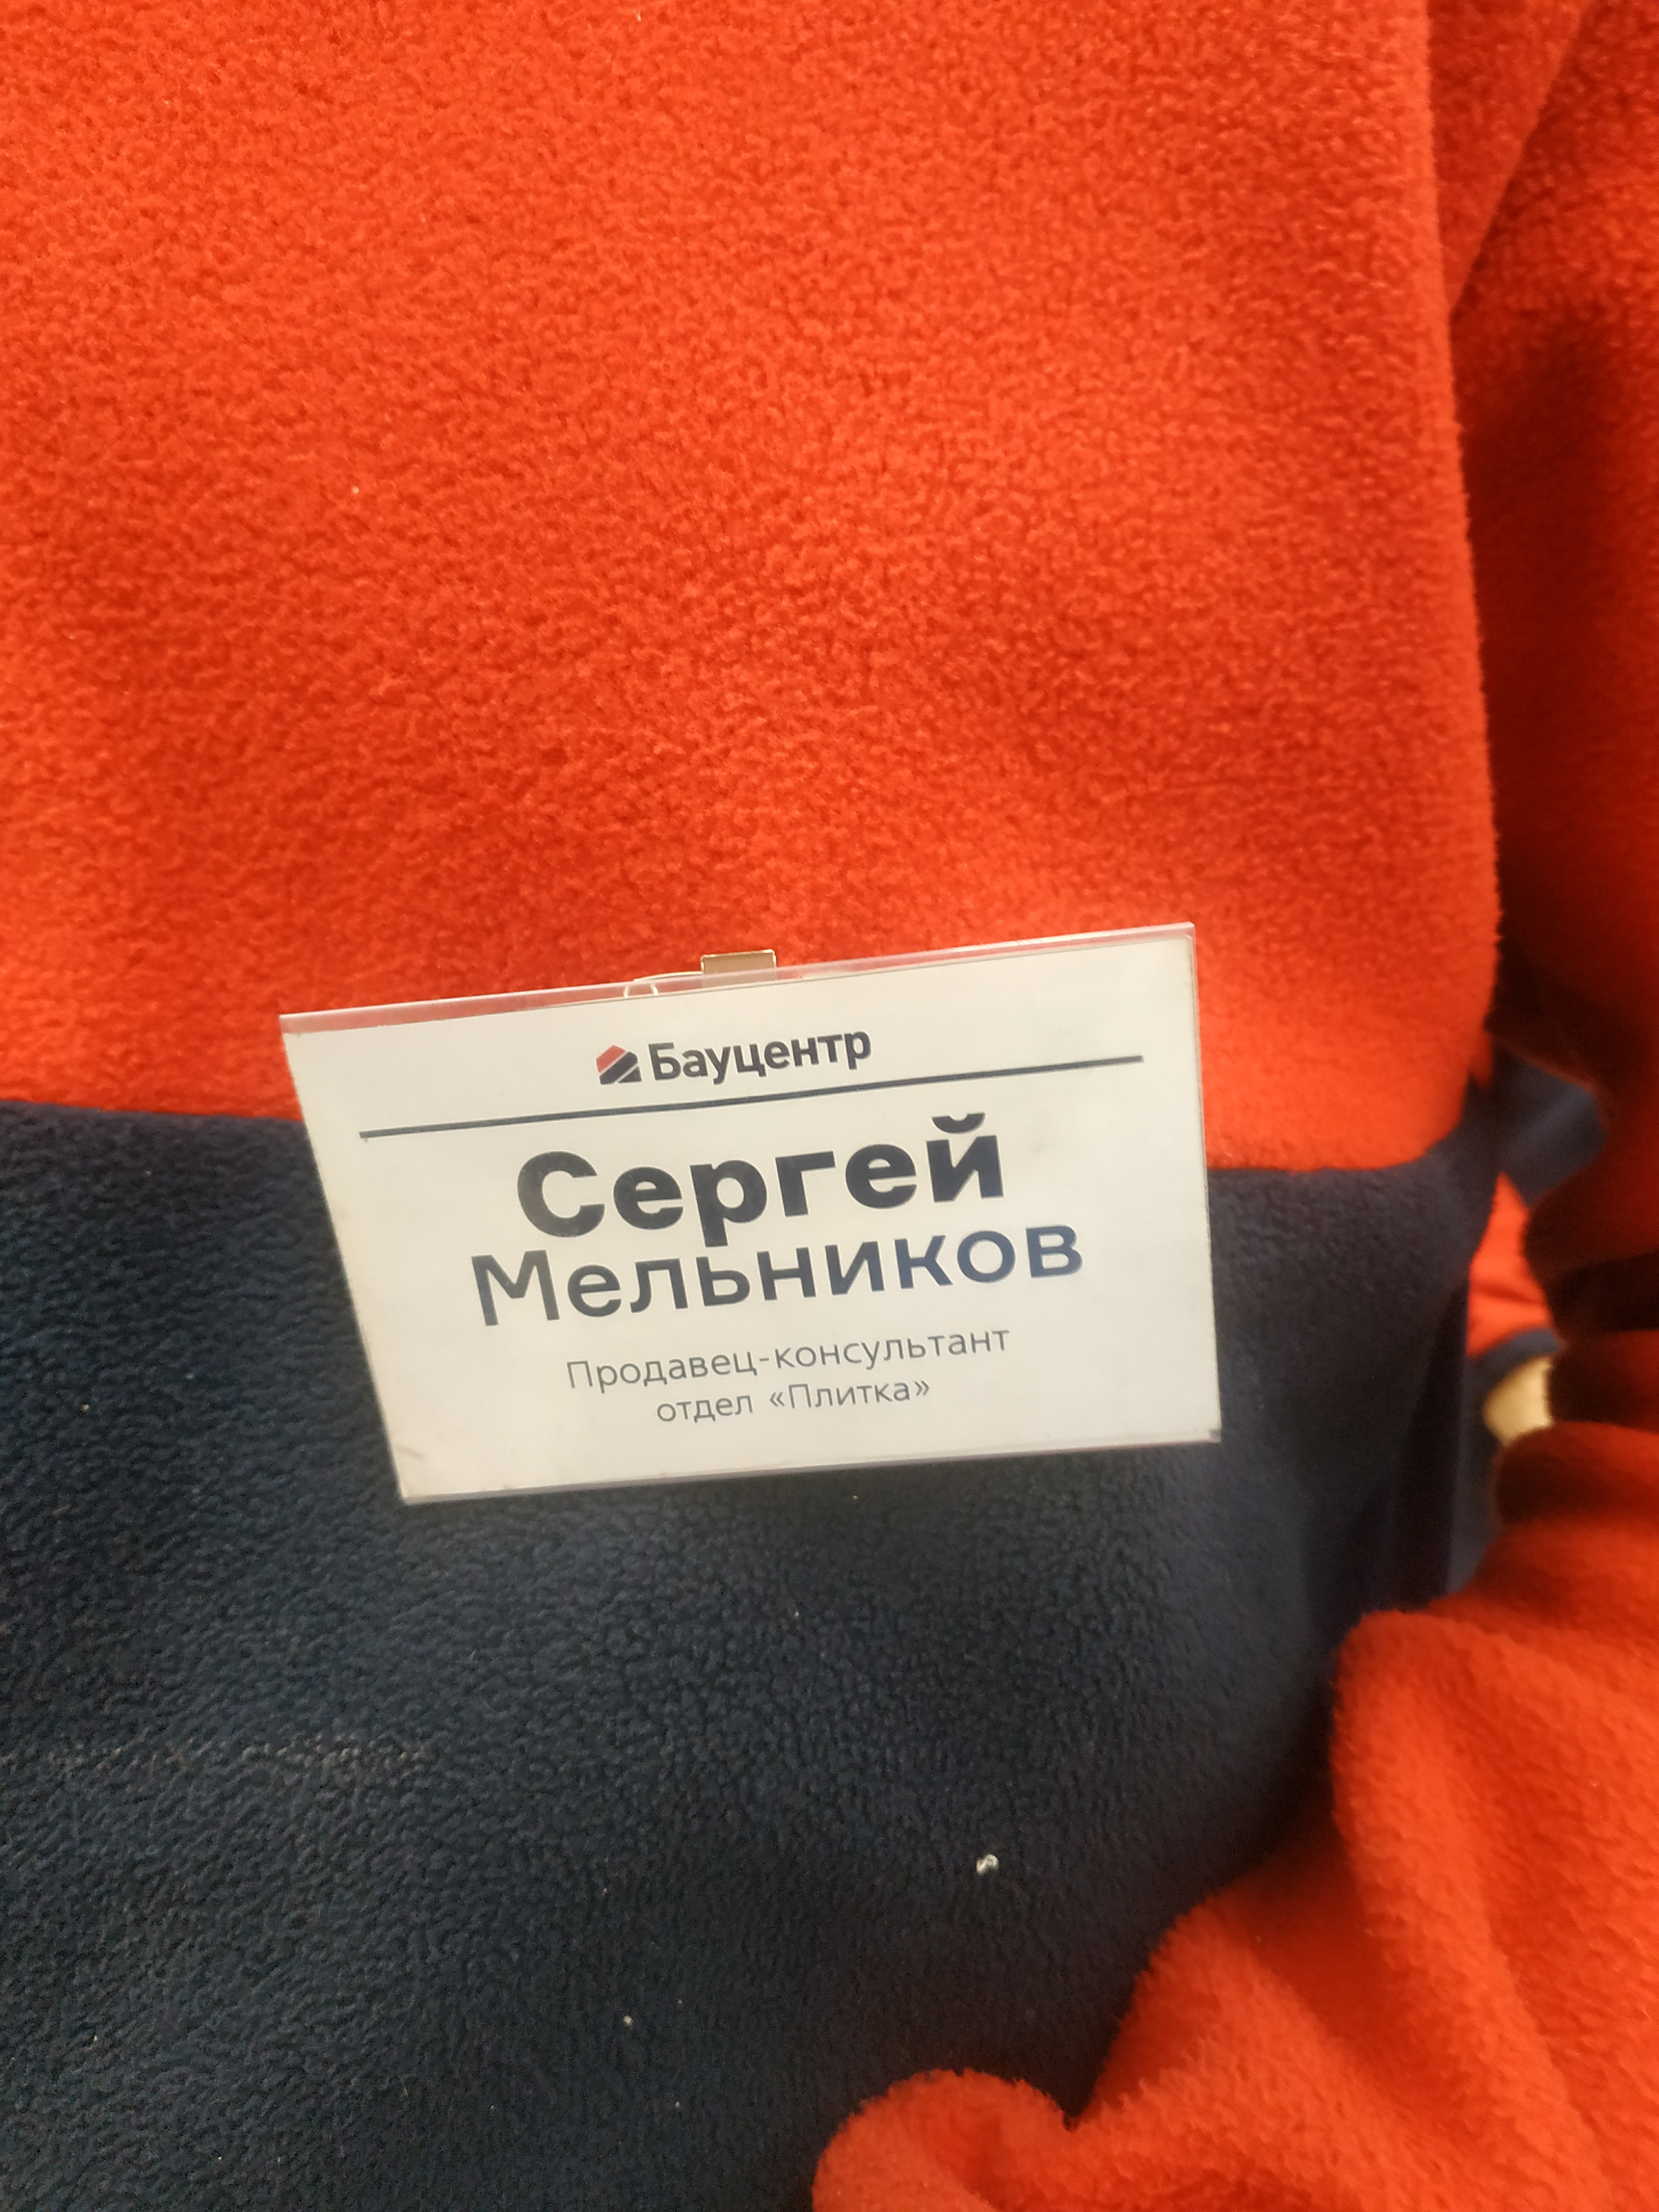 Бауцентр
Сергей
Мельников
Продавец-консультант
отдел «Плитка»